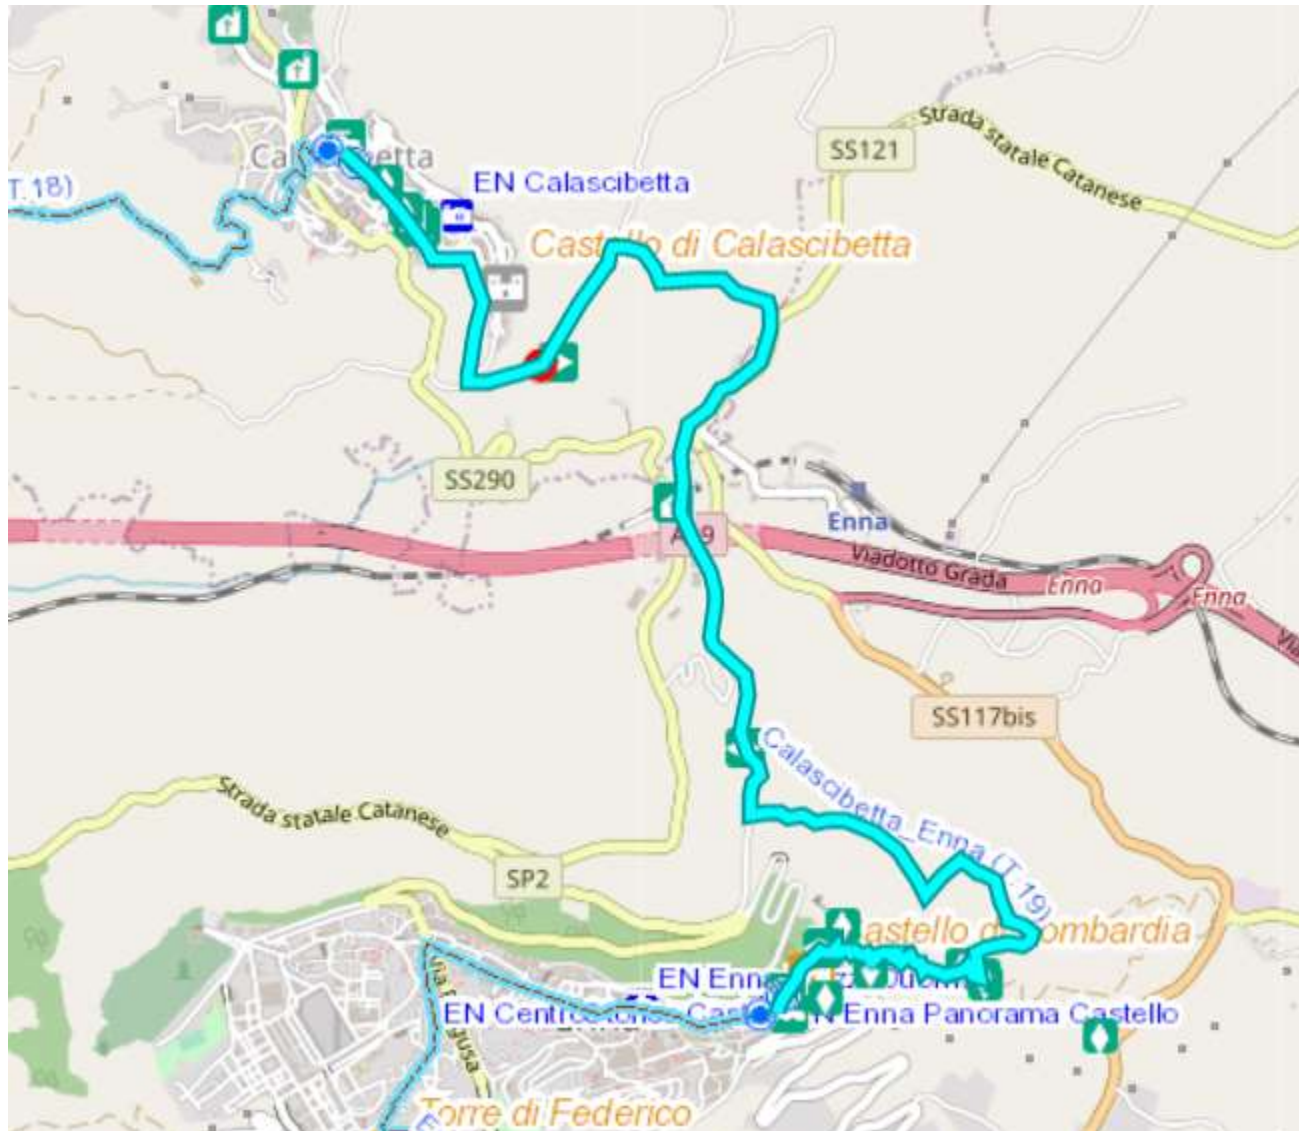 SS121
Strada statale Catanese
T.18)
EN Calascibetta
Castello di Calascibetta
SS290
Enna
Viadotto Grada
Enna
Enna
SS117bis
Calascibetta_Enna (T.19)
Strada statale Catanese
SP2
EN Enna
EN Enna Panorama Castello
Torre di Federico